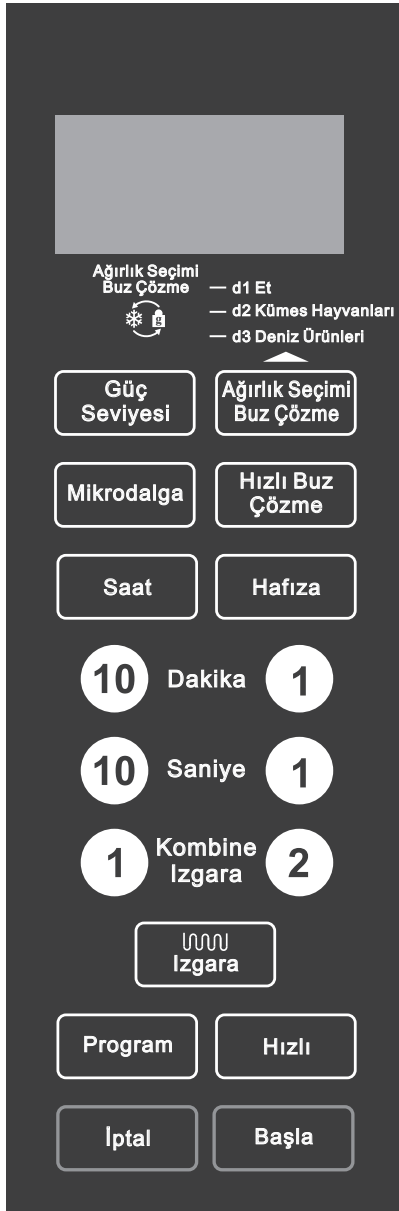 Ağırlık Seçimi
Buz Çözme
d1 Et
d2 Kümes Hayvanları
d3 Deniz Ürünleri
g
Güç
Seviyesi
Ağırlık Seçimi
Buz Çözme
Mikrodalga
Hızlı Buz
Çözme
Saat
Hafıza
10 Dakika 1
10 Saniye 1
1 Kombine
Izgara 2
Izgara
Program
Hızlı
İptal
Başla